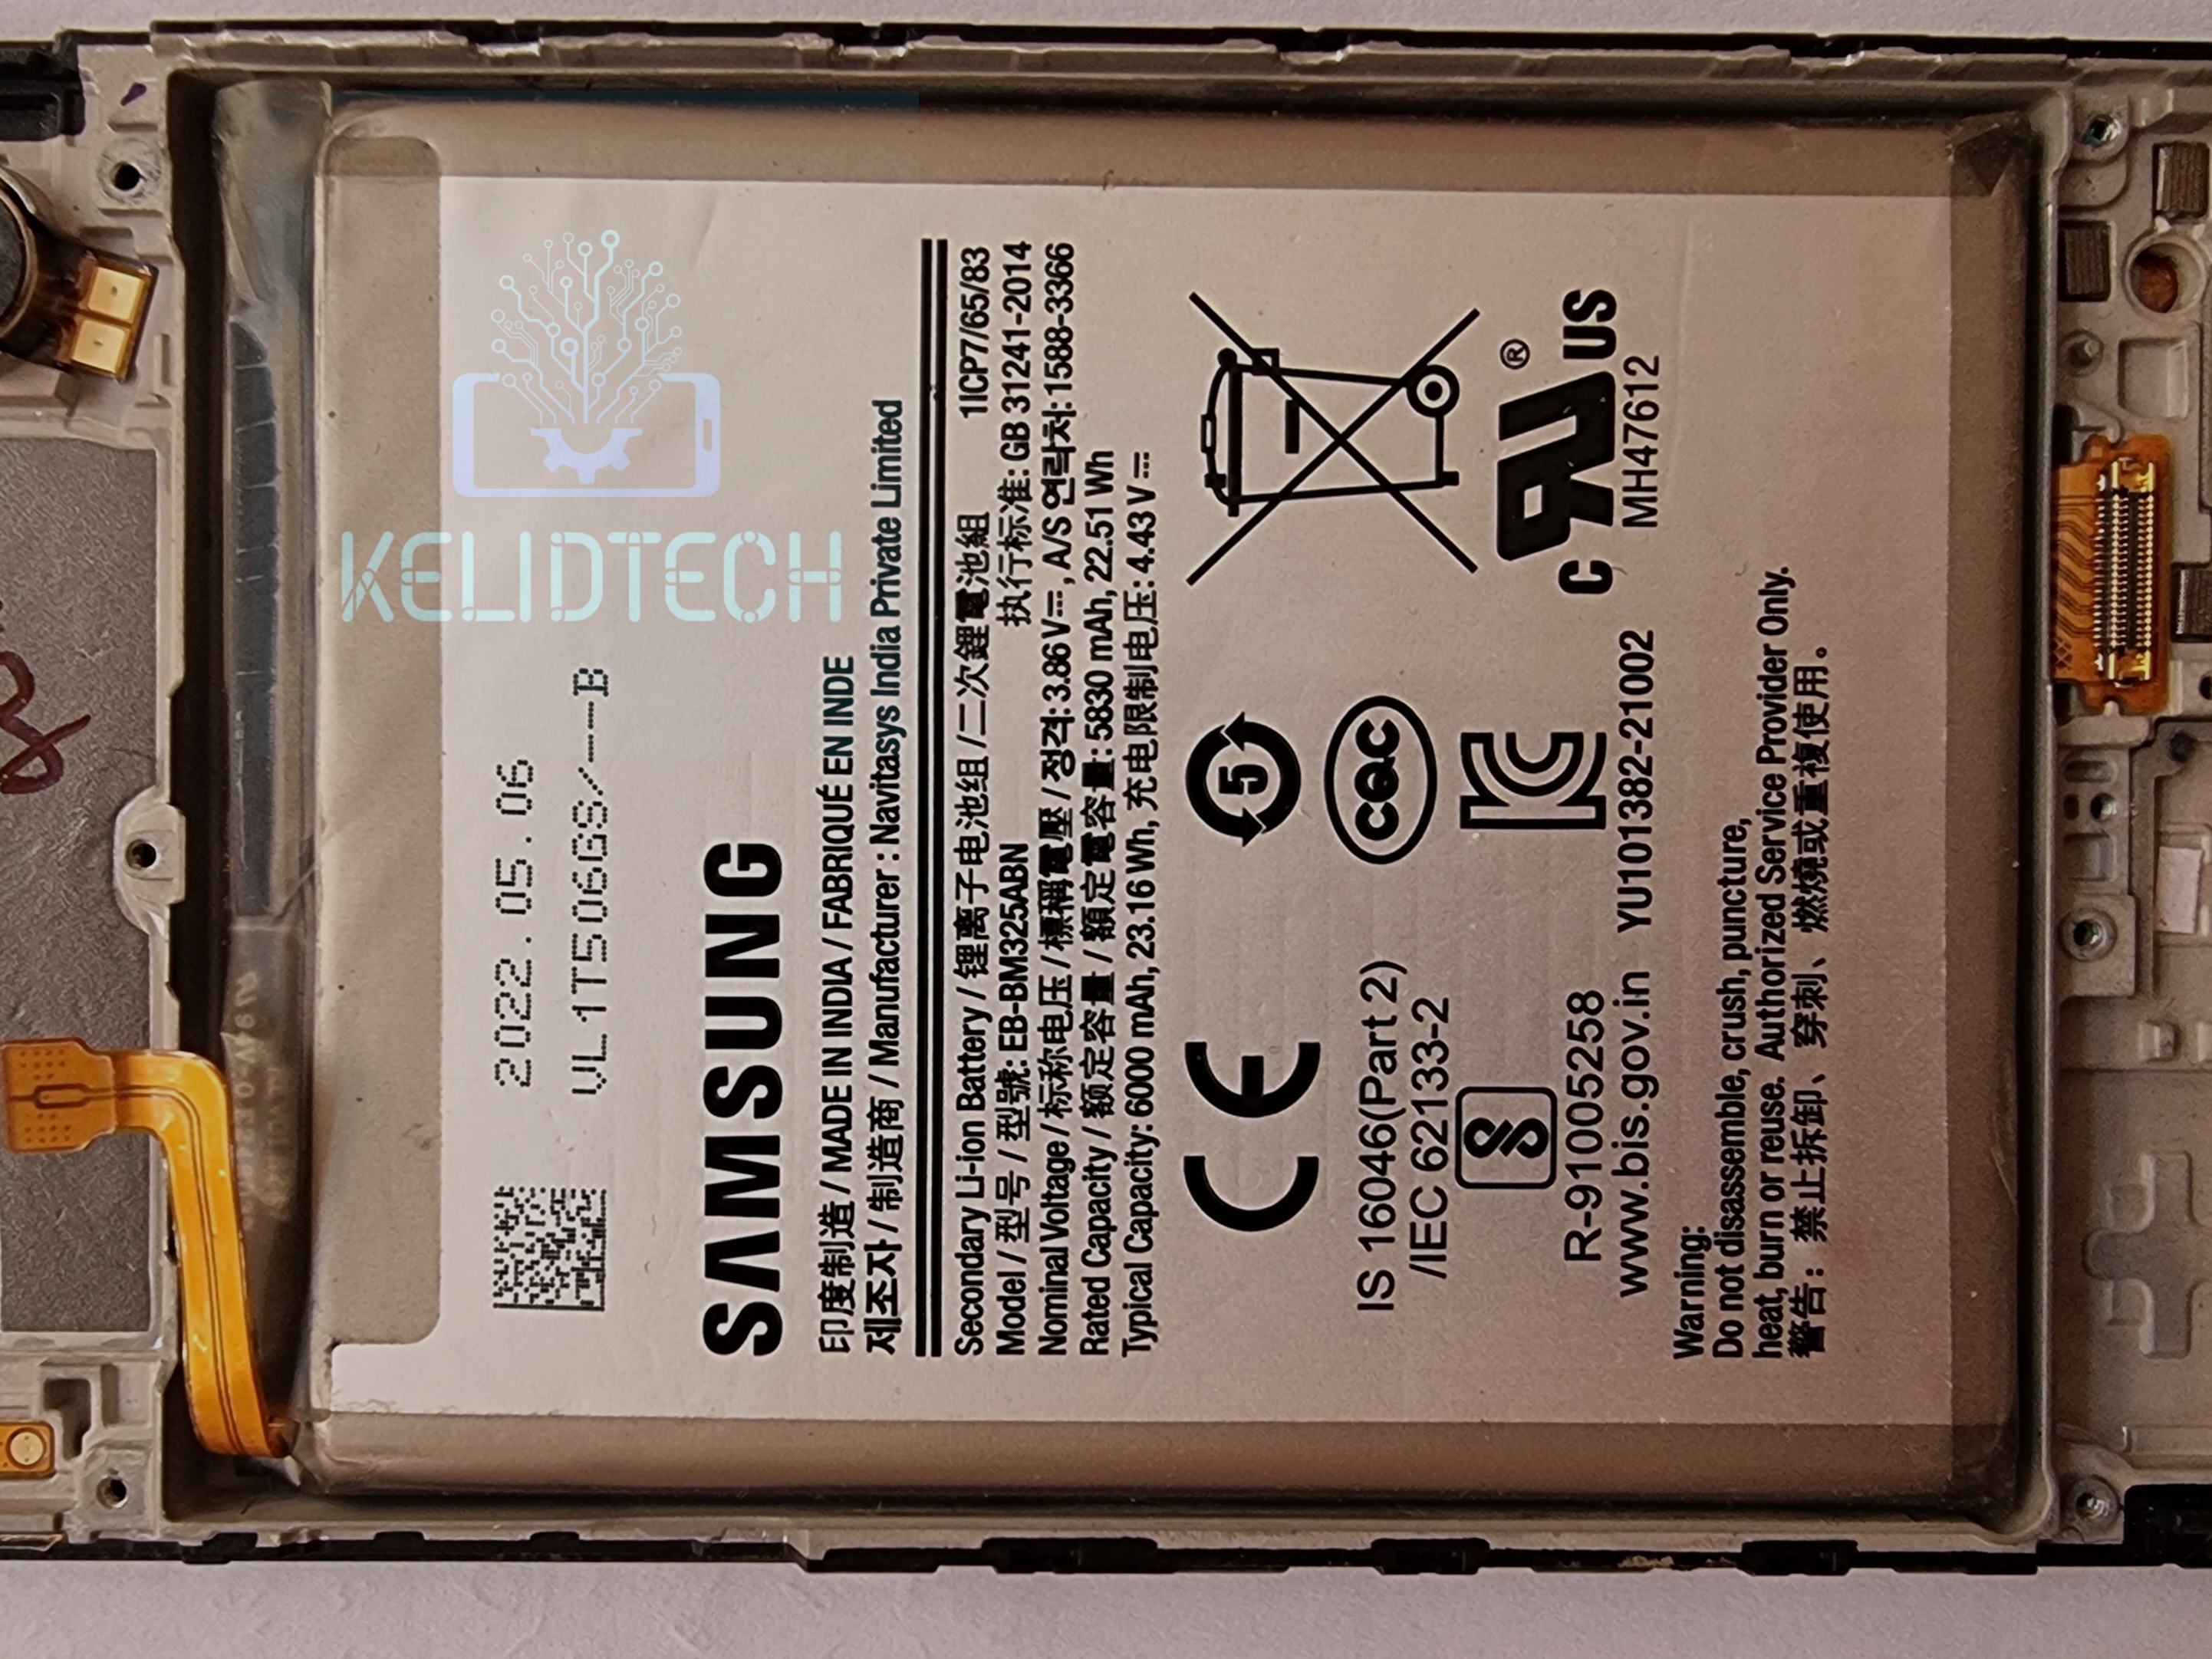 KELIDTECH
2022.05.06
SAMSUNG
印度制造 / MADE IN INDIA / FABRIQUÉ EN INDE
제조자 / 制造商 / Manufacturer : Navitasys India Private Limited
Secondary Li-ion Battery / 锂离子电池组 / 二次鋰電池組 1ICP7/65/83
Model / 型号 / 型號: EB-BM325ABN 执行标准: GB 31241-2014
Nominal Voltage / 标称电压 / 標稱電壓 / 정격: 3.86 V⎓, A/S 연락처: 1588-3366
Rated Capacity / 额定容量 / 額定電容量: 5830 mAh, 22.51 Wh
Typical Capacity: 6000 mAh, 23.16 Wh, 充电限制电压: 4.43 V⎓
CE
5
CQC
IS 16046(Part 2)
/IEC 62133-2
R-91005258
www.bis.gov.in
YU101382-21002
c RU ® US
MH47612
Warning:
Do not disassemble, crush, puncture,
heat, burn or reuse. Authorized Service Provider Only.
警告: 禁止拆卸、穿刺、燃燒或重複使用。